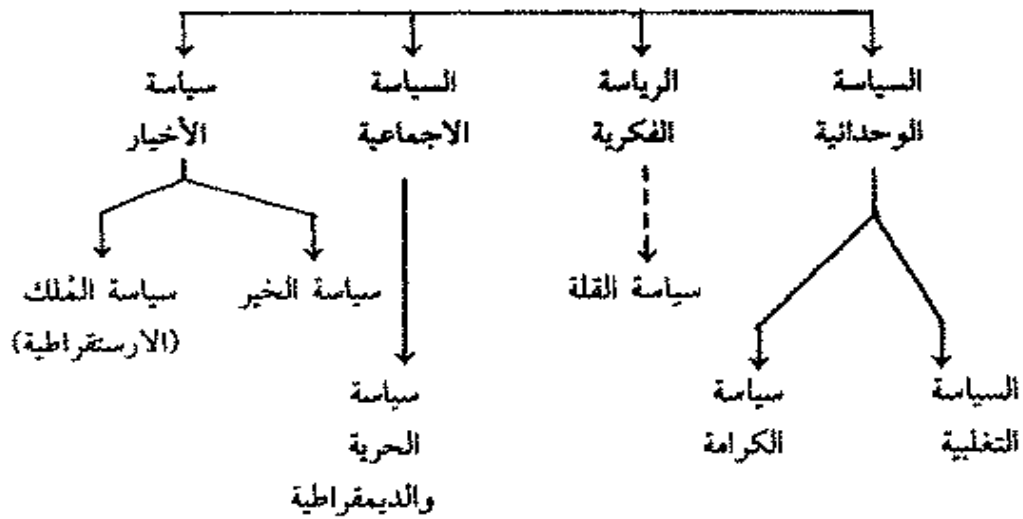 السياسة
الوحدانية
الرياسة
الفكرية
السياسة
الاجماعية
سياسة
الأخيار
سياسة القلة
سياسة الخير
سياسة المُلك
(الارستقراطية)
السياسة
التغلبية
سياسة
الكرامة
سياسة
الحرية
والديمقراطية